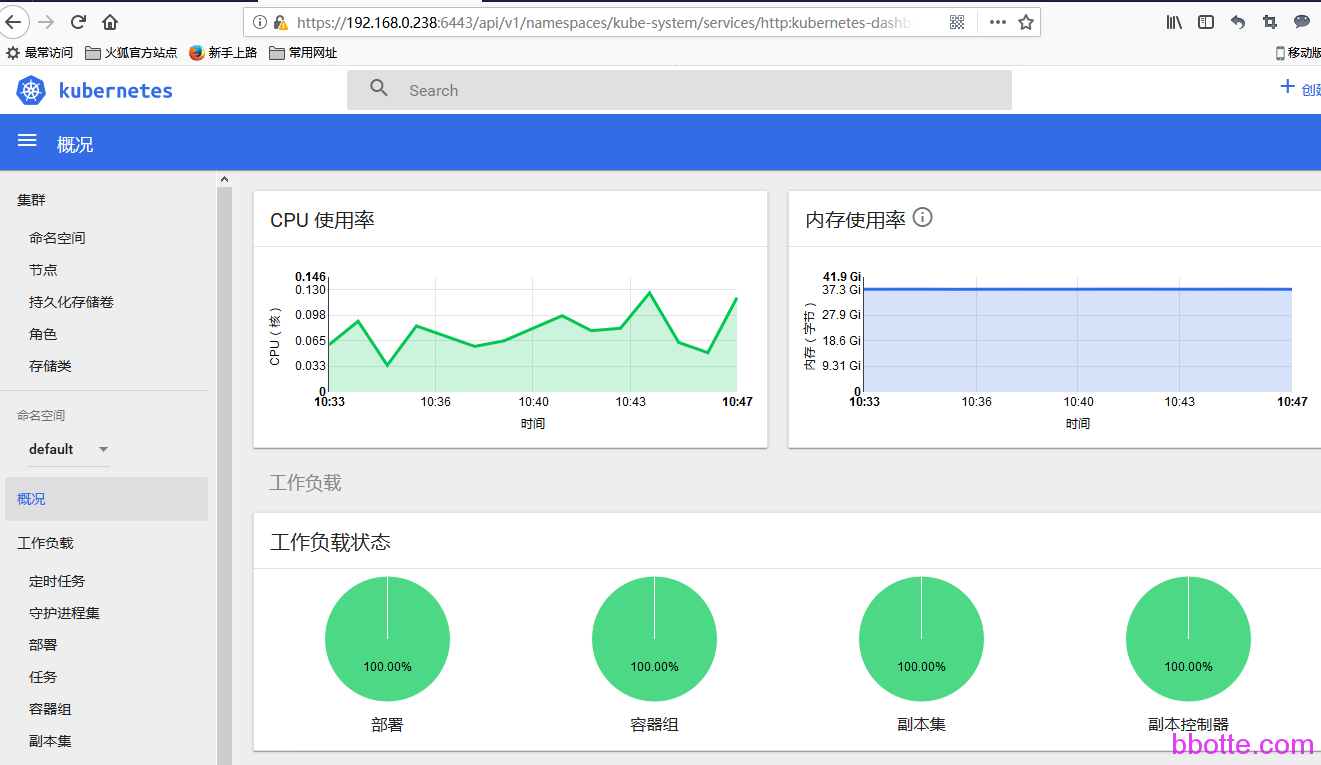 https://192.168.0.238:6443/api/v1/namespaces/kube-system/services/http:kubernetes-dashb
最常访问 火狐官方站点 新手上路 常用网址 移动版
kubernetes
Search
+ 创建
概况
集群
命名空间
节点
持久化存储卷
角色
存储类
命名空间
default
概况
工作负载
定时任务
守护进程集
部署
任务
容器组
副本集
CPU 使用率
CPU（核）
0.146
0.130
0.098
0.065
0.033
0
10:33 10:36 10:40 10:43 10:47
时间
内存使用率
内存（字节）
41.9 Gi
37.3 Gi
27.9 Gi
18.6 Gi
9.31 Gi
0
10:33 10:36 10:40 10:43 10:47
时间
工作负载
工作负载状态
100.00% 100.00% 100.00% 100.00%
部署 容器组 副本集 副本控制器
bbotte.com